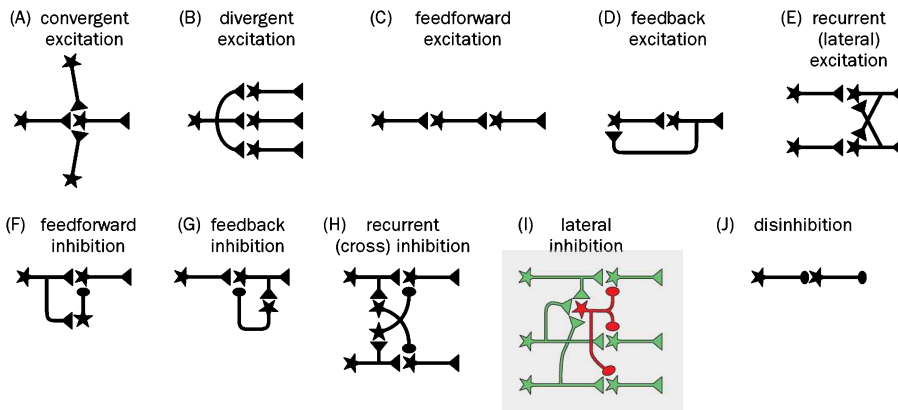 (A) convergent
excitation
(B) divergent
excitation
(C) feedforward
excitation
(D) feedback
excitation
(E) recurrent
(lateral)
excitation
(F) feedforward
inhibition
(G) feedback
inhibition
(H) recurrent
(cross) inhibition
(I) lateral
inhibition
(J) disinhibition